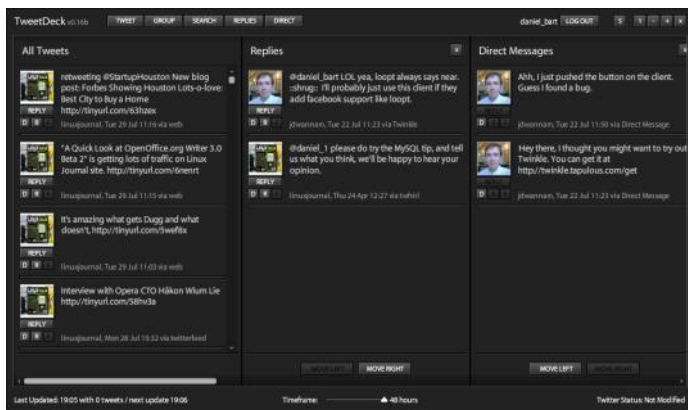 TweetDeck v0.16b TWEET GROUP SEARCH REPLIES DIRECT daniel_bart LOG OUT S
All Tweets
retweeting @StartupHouston New blog
post: Forbes Showing Houston Lots-o-love:
Best City to Buy a Home
http://tinyurl.com/63hzex
REPLY
D R
linuxjournal, Tue 29 Jul 11:16 via web
"A Quick Look at OpenOffice.org Writer 3.0
Beta 2" is getting lots of traffic on Linux
Journal site. http://tinyurl.com/6nenrt
REPLY
D R
linuxjournal, Tue 29 Jul 11:15 via web
It's amazing what gets Dugg and what
doesn't, http://tinyurl.com/5wef8x
REPLY
D R
linuxjournal, Tue 29 Jul 11:03 via web
Interview with Opera CTO Håkon Wium Lie
http://tinyurl.com/58hv3a
REPLY
D R
linuxjournal, Mon 28 Jul 15:32 via twitterfeed
Replies x
@daniel_bart LOL yea, loopt always says near.
::shrug:: I'll probably just use this client if they
add facebook support like loopt.
REPLY
D R
jdwonnam, Tue 22 Jul 11:23 via Twinkle
@daniel_1 please do try the MySQL tip, and tell
us what you think, we'll be happy to hear your
opinion.
REPLY
D R
linuxjournal, Thu 24 Apr 12:27 via twhirl
MOVE LEFT MOVE RIGHT
Direct Messages
Ahh, I just pushed the button on the client.
Guess I found a bug.
D
jdwonnam, Tue 22 Jul 11:30 via Direct Message
Hey there, I thought you might want to try out
Twinkle. You can get it at
http://twinkle.tapulous.com/get
D
jdwonnam, Tue 22 Jul 11:23 via Direct Message
MOVE LEFT MOVE RIGHT
Last Updated: 19:05 with 0 tweets / next update 19:06 Timeframe: 48 hours Twitter Status: Not Modified